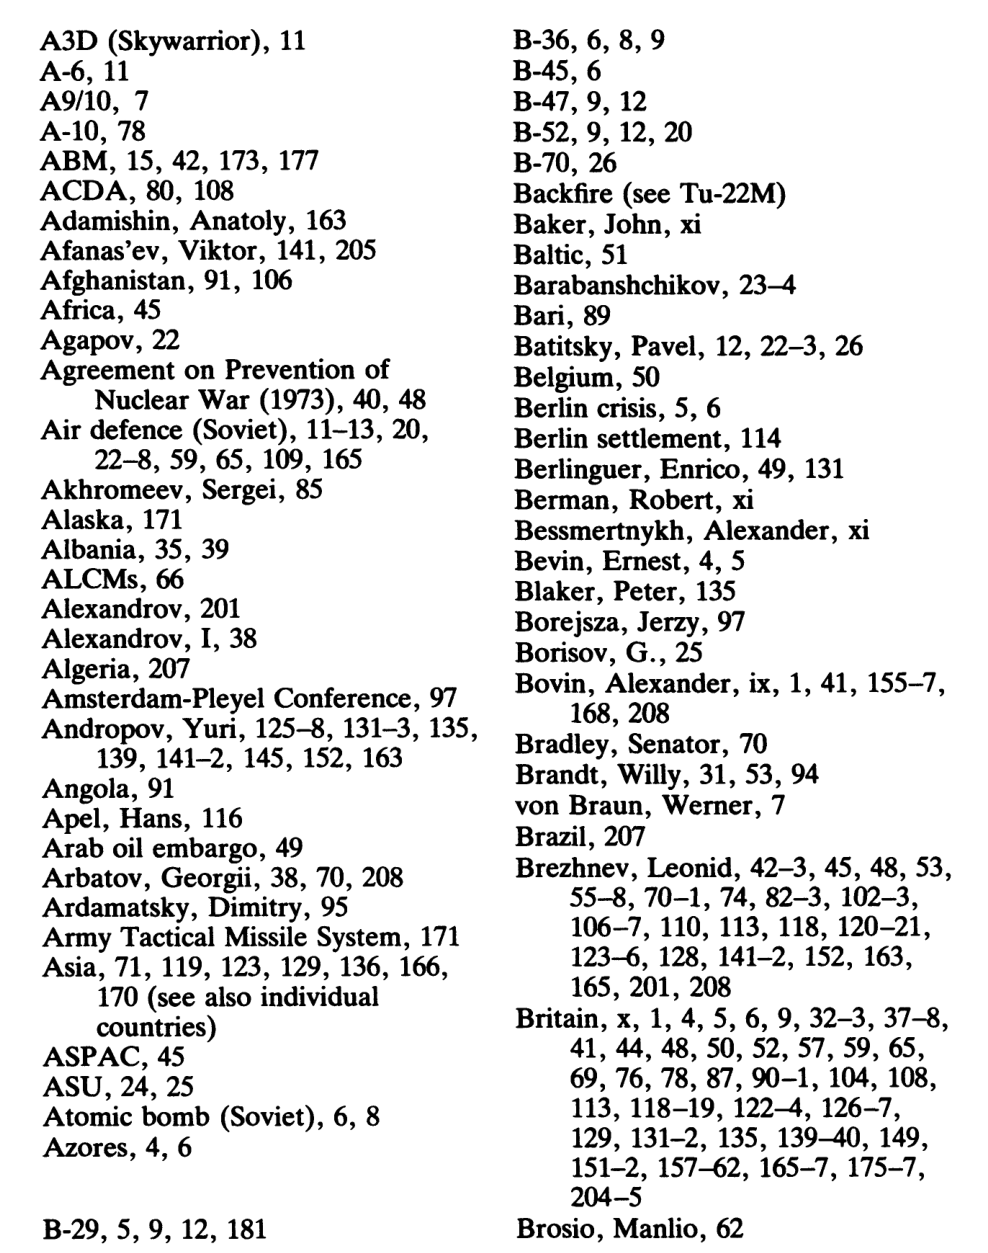 A3D (Skywarrior), 11
A-6, 11
A9/10, 7
A-10, 78
ABM, 15, 42, 173, 177
ACDA, 80, 108
Adamishin, Anatoly, 163
Afanas'ev, Viktor, 141, 205
Afghanistan, 91, 106
Africa, 45
Agapov, 22
Agreement on Prevention of
Nuclear War (1973), 40, 48
Air defence (Soviet), 11–13, 20,
22–8, 59, 65, 109, 165
Akhromeev, Sergei, 85
Alaska, 171
Albania, 35, 39
ALCMs, 66
Alexandrov, 201
Alexandrov, I, 38
Algeria, 207
Amsterdam-Pleyel Conference, 97
Andropov, Yuri, 125–8, 131–3, 135,
139, 141–2, 145, 152, 163
Angola, 91
Apel, Hans, 116
Arab oil embargo, 49
Arbatov, Georgii, 38, 70, 208
Ardamatsky, Dimitry, 95
Army Tactical Missile System, 171
Asia, 71, 119, 123, 129, 136, 166,
170 (see also individual
countries)
ASPAC, 45
ASU, 24, 25
Atomic bomb (Soviet), 6, 8
Azores, 4, 6
B-29, 5, 9, 12, 181
B-36, 6, 8, 9
B-45, 6
B-47, 9, 12
B-52, 9, 12, 20
B-70, 26
Backfire (see Tu-22M)
Baker, John, xi
Baltic, 51
Barabanshchikov, 23–4
Bari, 89
Batitsky, Pavel, 12, 22–3, 26
Belgium, 50
Berlin crisis, 5, 6
Berlin settlement, 114
Berlinguer, Enrico, 49, 131
Berman, Robert, xi
Bessmertnykh, Alexander, xi
Bevin, Ernest, 4, 5
Blaker, Peter, 135
Borejsza, Jerzy, 97
Borisov, G., 25
Bovin, Alexander, ix, 1, 41, 155–7,
168, 208
Bradley, Senator, 70
Brandt, Willy, 31, 53, 94
von Braun, Werner, 7
Brazil, 207
Brezhnev, Leonid, 42–3, 45, 48, 53,
55–8, 70–1, 74, 82–3, 102–3,
106–7, 110, 113, 118, 120–21,
123–6, 128, 141–2, 152, 163,
165, 201, 208
Britain, x, 1, 4, 5, 6, 9, 32–3, 37–8,
41, 44, 48, 50, 52, 57, 59, 65,
69, 76, 78, 87, 90–1, 104, 108,
113, 118–19, 122–4, 126–7,
129, 131–2, 135, 139–40, 149,
151–2, 157–62, 165–7, 175–7,
204–5
Brosio, Manlio, 62